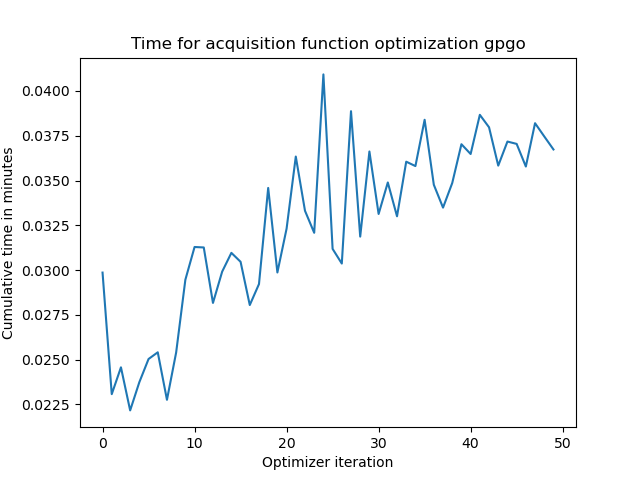 Time for acquisition function optimization gpgo
Cumulative time in minutes
0.0400
0.0375
0.0350
0.0325
0.0300
0.0275
0.0250
0.0225
0 10 20 30 40 50
Optimizer iteration